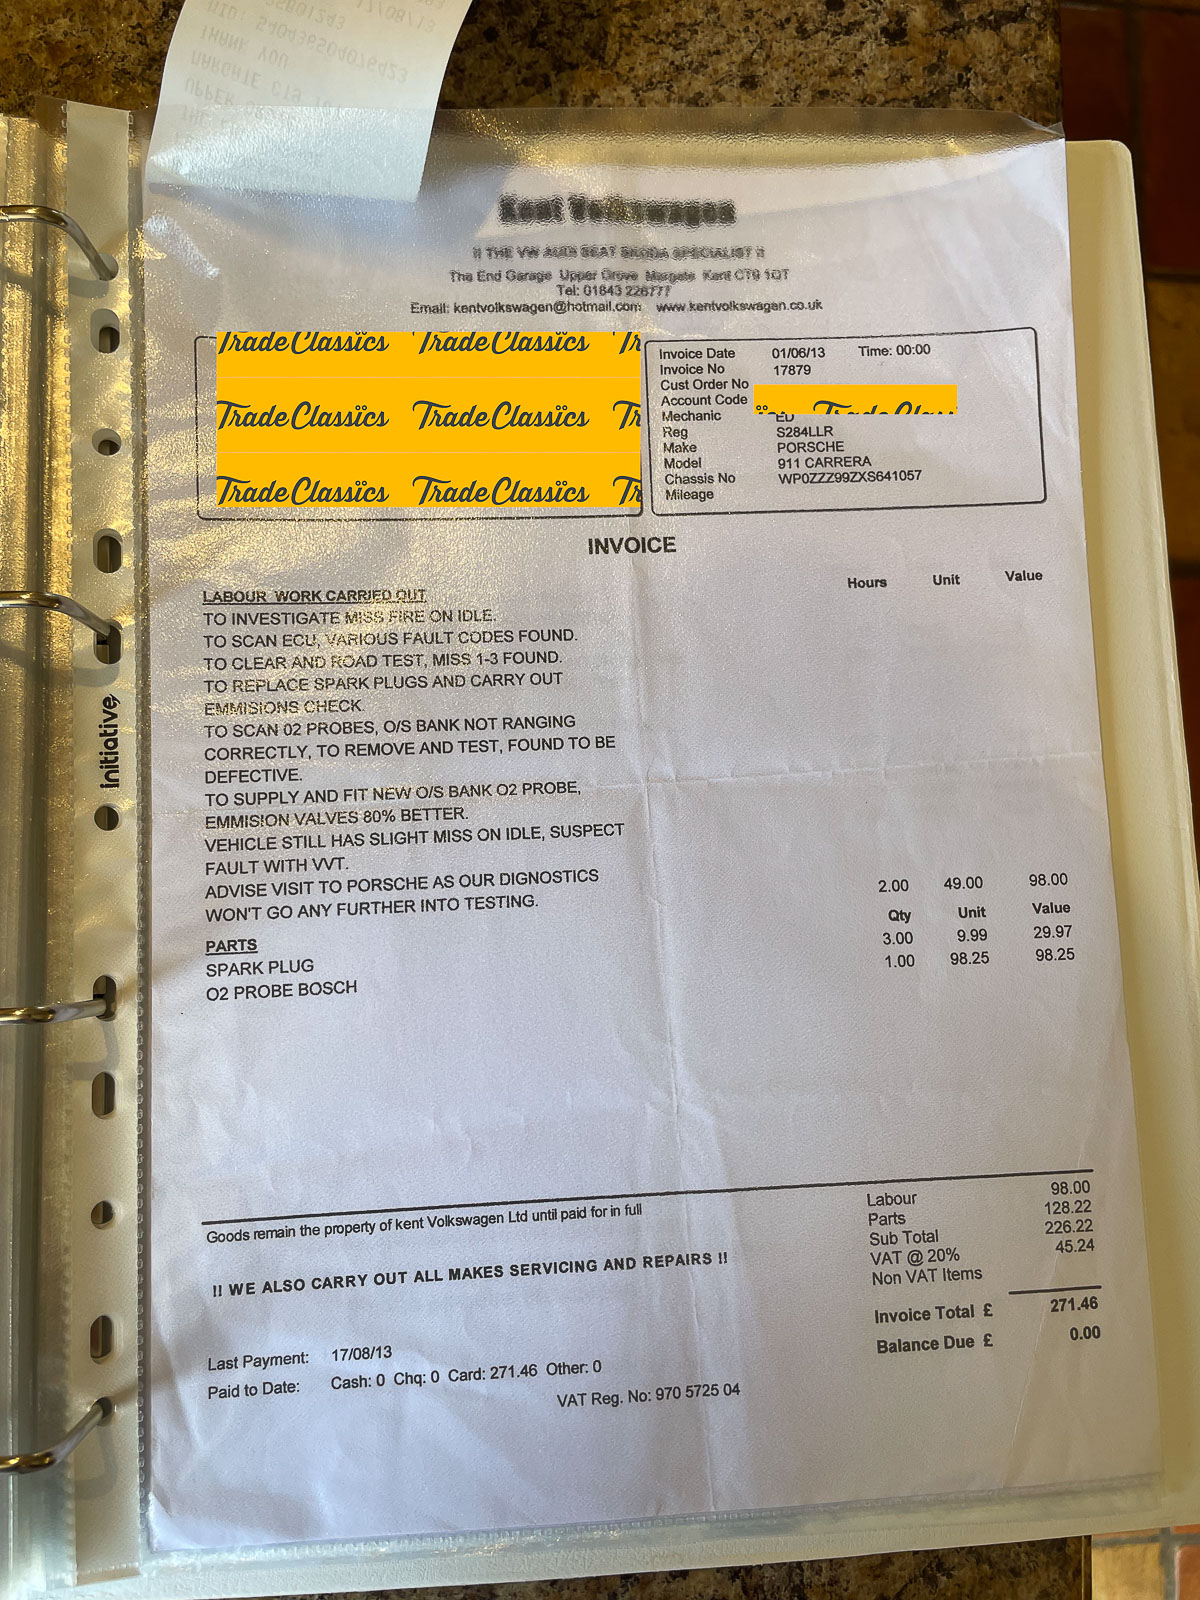 17/08/13
THANK YOU
Kent Volkswagen
!! THE VW AUDI SEAT SKODA SPECIALIST !!
The End Garage Upper Grove Margate Kent CT9 1QT
Tel: 01843 226777
Email: kentvolkswagen@hotmail.com www.kentvolkswagen.co.uk
TradeClassics TradeClassics
TradeClassics TradeClassics
TradeClassics TradeClassics
Invoice Date 01/06/13 Time: 00:00
Invoice No 17879
Cust Order No
Account Code
Mechanic ED
Reg S284LLR
Make PORSCHE
Model 911 CARRERA
Chassis No WP0ZZZ99ZXS641057
Mileage
INVOICE
Hours Unit Value
LABOUR WORK CARRIED OUT
TO INVESTIGATE MISS FIRE ON IDLE.
TO SCAN ECU, VARIOUS FAULT CODES FOUND.
TO CLEAR AND ROAD TEST, MISS 1-3 FOUND.
TO REPLACE SPARK PLUGS AND CARRY OUT
EMMISIONS CHECK.
TO SCAN 02 PROBES, O/S BANK NOT RANGING
CORRECTLY, TO REMOVE AND TEST, FOUND TO BE
DEFECTIVE.
TO SUPPLY AND FIT NEW O/S BANK O2 PROBE,
EMMISION VALVES 80% BETTER.
VEHICLE STILL HAS SLIGHT MISS ON IDLE, SUSPECT
FAULT WITH VVT.
ADVISE VISIT TO PORSCHE AS OUR DIGNOSTICS
WON'T GO ANY FURTHER INTO TESTING.
2.00 49.00 98.00
PARTS Qty Unit Value
SPARK PLUG 3.00 9.99 29.97
O2 PROBE BOSCH 1.00 98.25 98.25
initiative
Goods remain the property of kent Volkswagen Ltd until paid for in full
!! WE ALSO CARRY OUT ALL MAKES SERVICING AND REPAIRS !!
Labour 98.00
Parts 128.22
Sub Total 226.22
VAT @ 20% 45.24
Non VAT Items
Invoice Total £ 271.46
Balance Due £ 0.00
Last Payment: 17/08/13
Paid to Date: Cash: 0 Chq: 0 Card: 271.46 Other: 0
VAT Reg. No: 970 5725 04